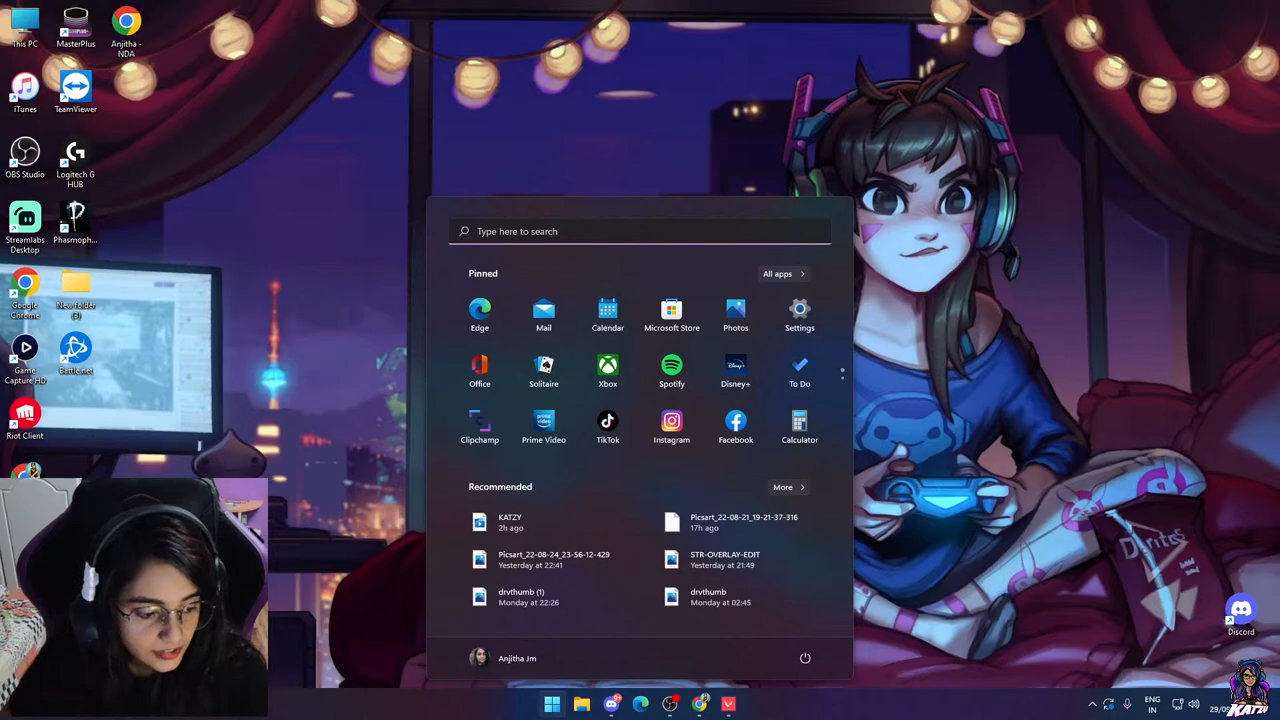 This PC
MasterPlus
Anjitha -
NDA
iTunes
TeamViewer
OBS Studio
Logitech G
HUB
Streamlabs
Desktop
Phasmoph...
Google
Chrome
New folder
(3)
Game
Capture HD
Battle.net
Riot Client
Type here to search
Pinned
All apps
Edge
Mail
Calendar
Microsoft Store
Photos
Settings
Office
Solitaire
Xbox
Spotify
Disney+
To Do
Clipchamp
Prime Video
TikTok
Instagram
Facebook
Calculator
Recommended
More
KATZY
2h ago
Picsart_22-08-21_19-21-37-316
17h ago
Picsart_22-08-24_23-56-12-429
Yesterday at 22:41
STR-OVERLAY-EDIT
Yesterday at 21:49
drvthumb (1)
Monday at 22:26
drvthumb
Monday at 02:45
Anjitha Jm
Doritos
Discord
ENG
IN
29/09
KATZY